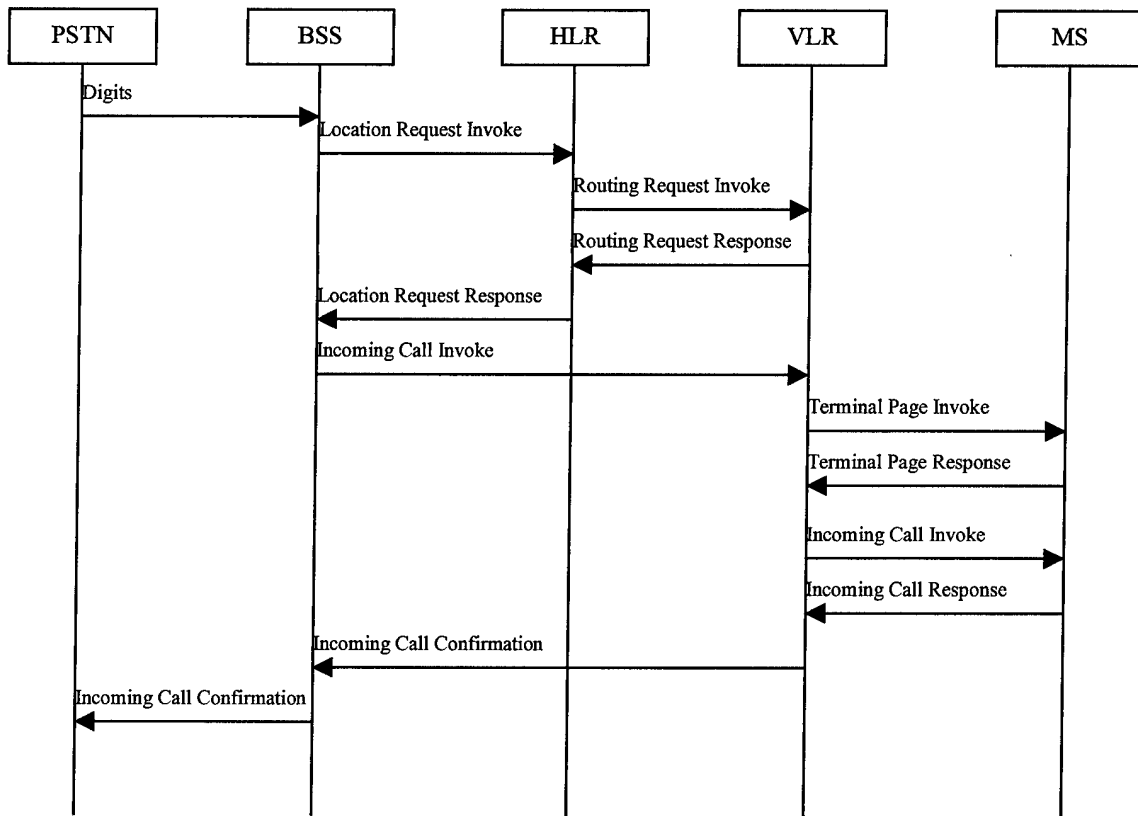 PSTN
BSS
HLR
VLR
MS
Digits
Location Request Invoke
Routing Request Invoke
Routing Request Response
Location Request Response
Incoming Call Invoke
Terminal Page Invoke
Terminal Page Response
Incoming Call Invoke
Incoming Call Response
Incoming Call Confirmation
Incoming Call Confirmation